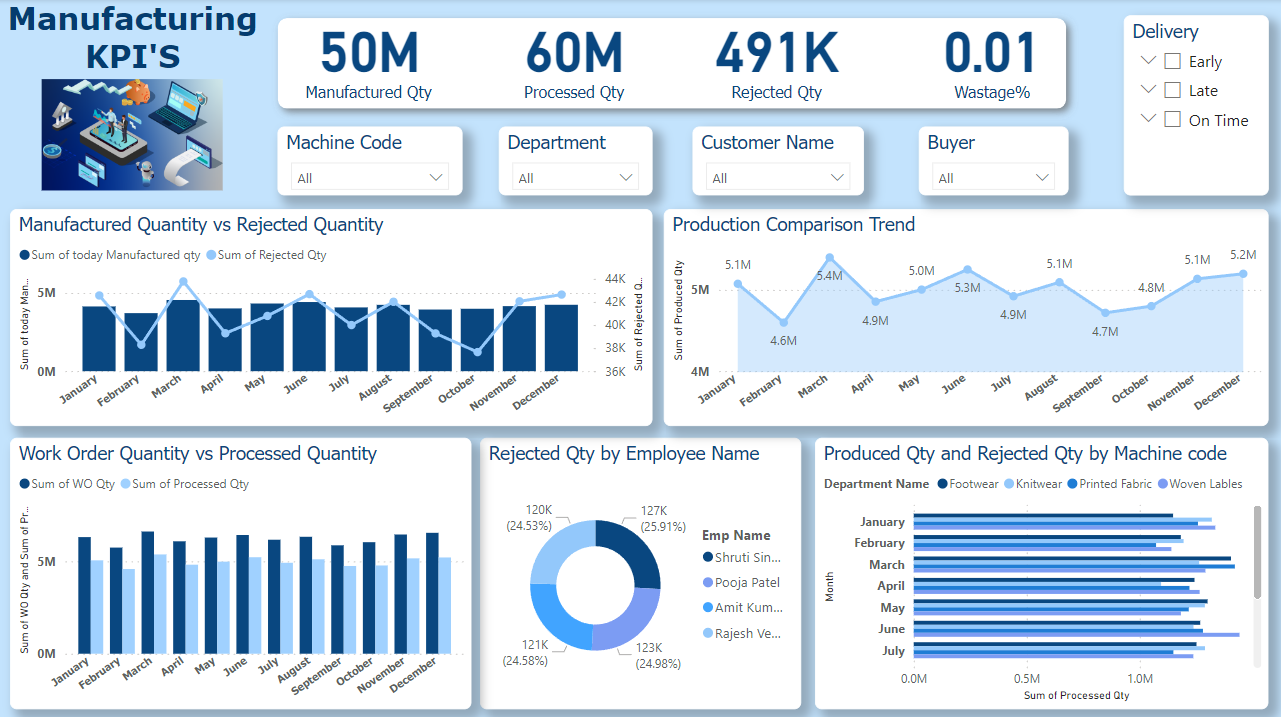 Manufacturing
KPI'S
50M
Manufactured Qty
60M
Processed Qty
491K
Rejected Qty
0.01
Wastage%
Delivery
Early
Late
On Time
Machine Code
All
Department
All
Customer Name
All
Buyer
All
Manufactured Quantity vs Rejected Quantity
Sum of today Manufactured qty Sum of Rejected Qty
Sum of today Man...
5M
0M
44K
42K
40K
38K
36K
Sum of Rejected Q...
January February March April May June July August September October November December
Production Comparison Trend
Sum of Produced Qty
5M
4M
5.1M
4.6M
5.4M
4.9M
5.0M
5.3M
4.9M
5.1M
4.7M
4.8M
5.1M
5.2M
January February March April May June July August September October November December
Work Order Quantity vs Processed Quantity
Sum of WO Qty Sum of Processed Qty
Sum of WO Qty and Sum of Pr...
5M
0M
January February March April May June July August September October November December
Rejected Qty by Employee Name
120K
(24.53%)
127K
(25.91%)
121K
(24.58%)
123K
(24.98%)
Emp Name
Shruti Sin...
Pooja Patel
Amit Kum...
Rajesh Ve...
Produced Qty and Rejected Qty by Machine code
Department Name Footwear Knitwear Printed Fabric Woven Lables
Month
January
February
March
April
May
June
July
0.0M 0.5M 1.0M
Sum of Processed Qty